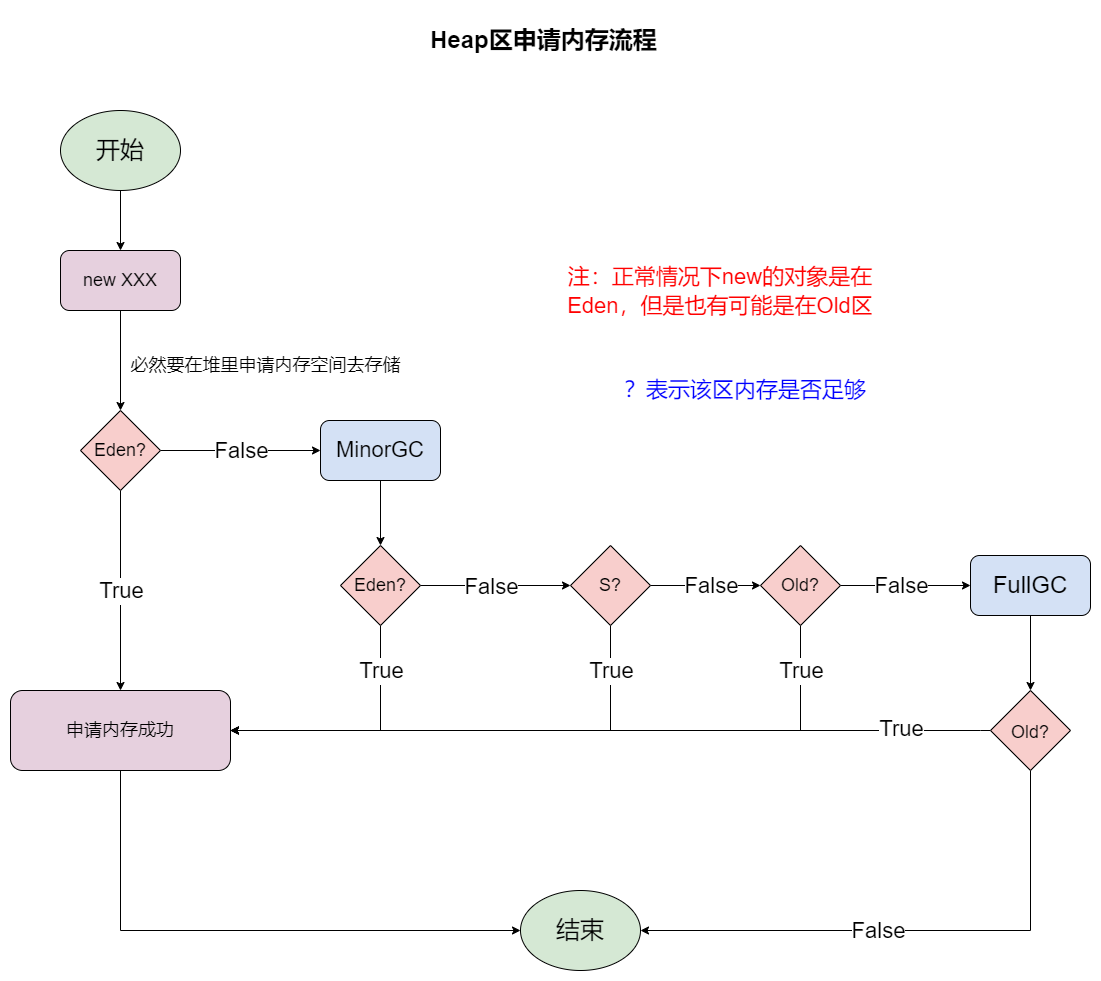 Heap区申请内存流程
开始
new XXX
注：正常情况下new的对象是在
Eden，但是也有可能是在Old区
必然要在堆里申请内存空间去存储
？表示该区内存是否足够
Eden?
False
MinorGC
True
Eden?
False
S?
False
Old?
False
FullGC
True
True
True
申请内存成功
True
Old?
结束
False